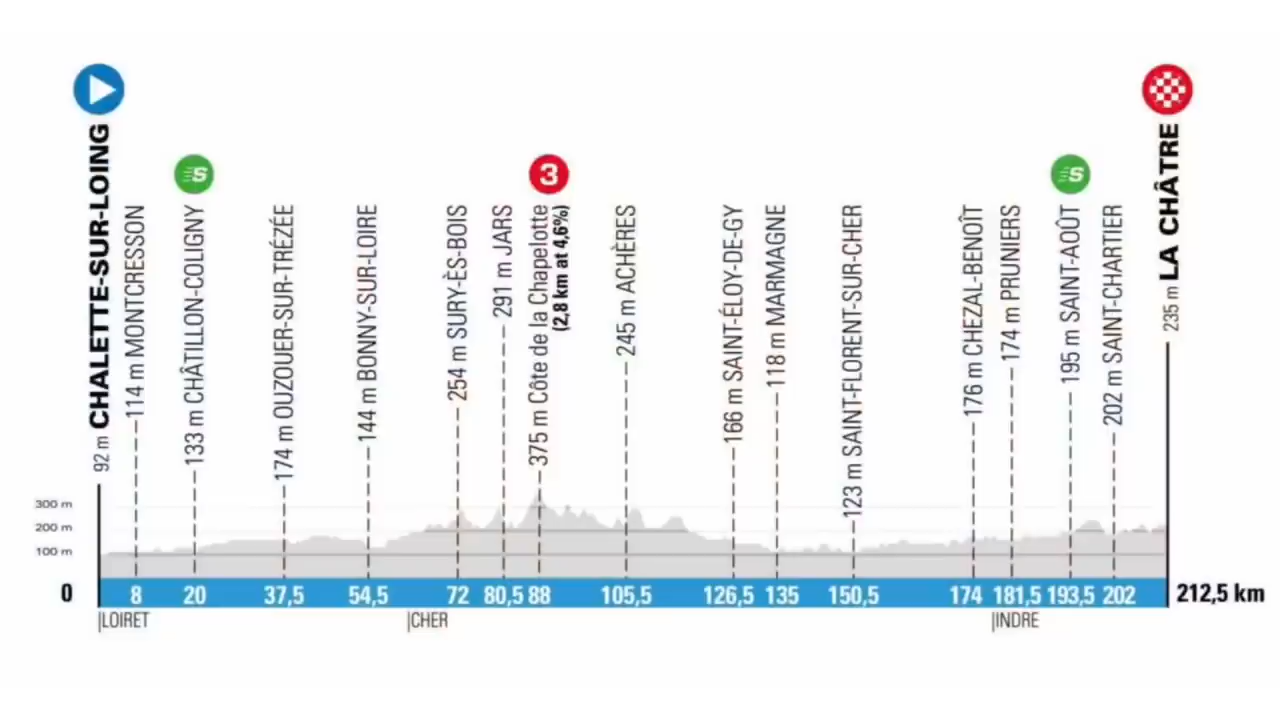 92 m CHALETTE-SUR-LOING
114 m MONTCRESSON
S
133 m CHÂTILLON-COLIGNY
174 m OUZOUER-SUR-TRÉZÉE
144 m BONNY-SUR-LOIRE
254 m SURY-ÈS-BOIS
291 m JARS
3
375 m Côte de la Chapelotte
(2,8 km at 4,6%)
245 m ACHÈRES
166 m SAINT-ÉLOY-DE-GY
118 m MARMAGNE
123 m SAINT-FLORENT-SUR-CHER
176 m CHEZAL-BENOÎT
174 m PRUNIERS
S
195 m SAINT-AOÛT
202 m SAINT-CHARTIER
235 m LA CHÂTRE
300 m
200 m
100 m
0 8 20 37,5 54,5 72 80,5 88 105,5 126,5 135 150,5 174 181,5 193,5 202 212,5 km
|LOIRET |CHER |INDRE